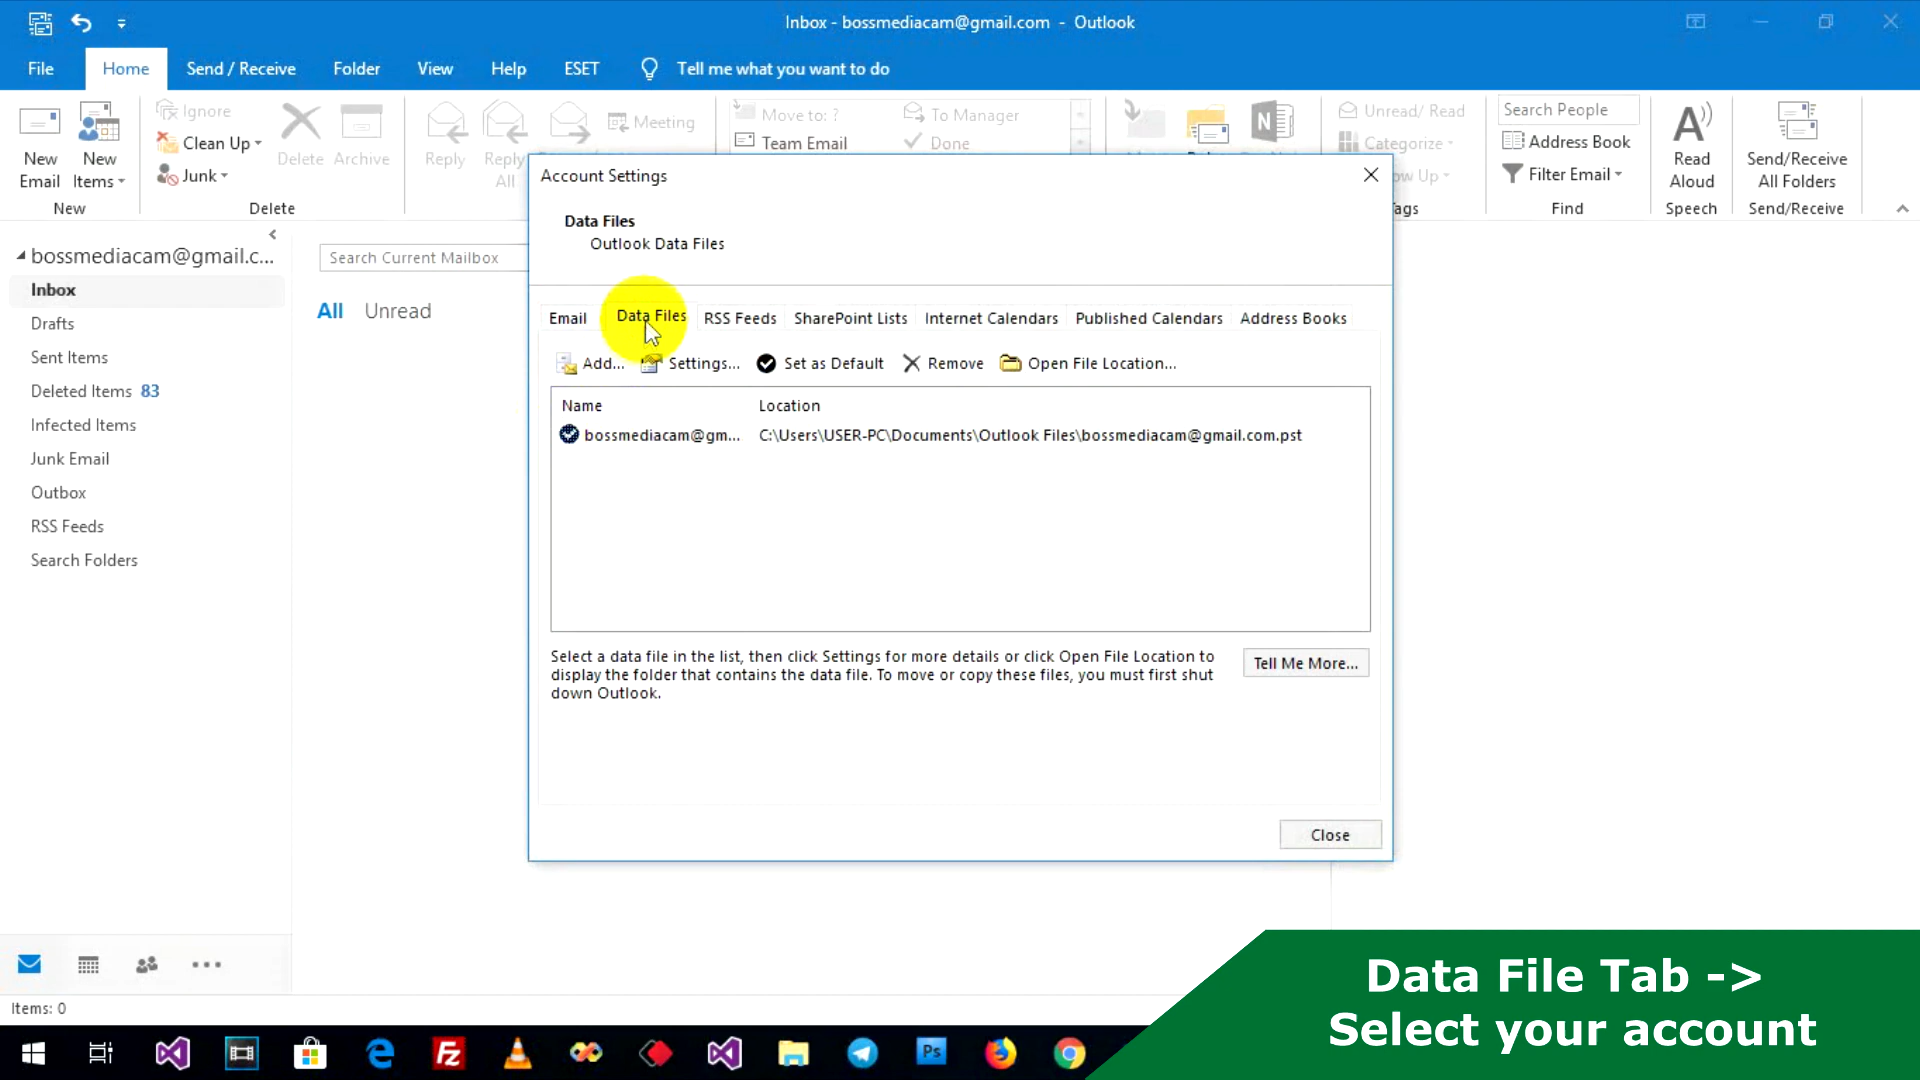 Inbox - bossmediacam@gmail.com - Outlook
File Home Send / Receive Folder View Help ESET Tell me what you want to do
New Email
New Items
New
Ignore
Clean Up
Junk
Delete
Archive
Delete
Reply
Reply All
Meeting
Move to: ?
Team Email
To Manager
Done
Unread/ Read
Categorize
ow Up
ags
Search People
Address Book
Filter Email
Find
Read Aloud
Speech
Send/Receive All Folders
Send/Receive
bossmediacam@gmail.c...
Inbox
Drafts
Sent Items
Deleted Items 83
Infected Items
Junk Email
Outbox
RSS Feeds
Search Folders
Search Current Mailbox
All Unread
Account Settings
Data Files
Outlook Data Files
Email Data Files RSS Feeds SharePoint Lists Internet Calendars Published Calendars Address Books
Add... Settings... Set as Default Remove Open File Location...
Name Location
bossmediacam@gm... C:\Users\USER-PC\Documents\Outlook Files\bossmediacam@gmail.com.pst
Select a data file in the list, then click Settings for more details or click Open File Location to
display the folder that contains the data file. To move or copy these files, you must first shut
down Outlook.
Tell Me More...
Close
Items: 0
Fz
Ps
Data File Tab ->
Select your account